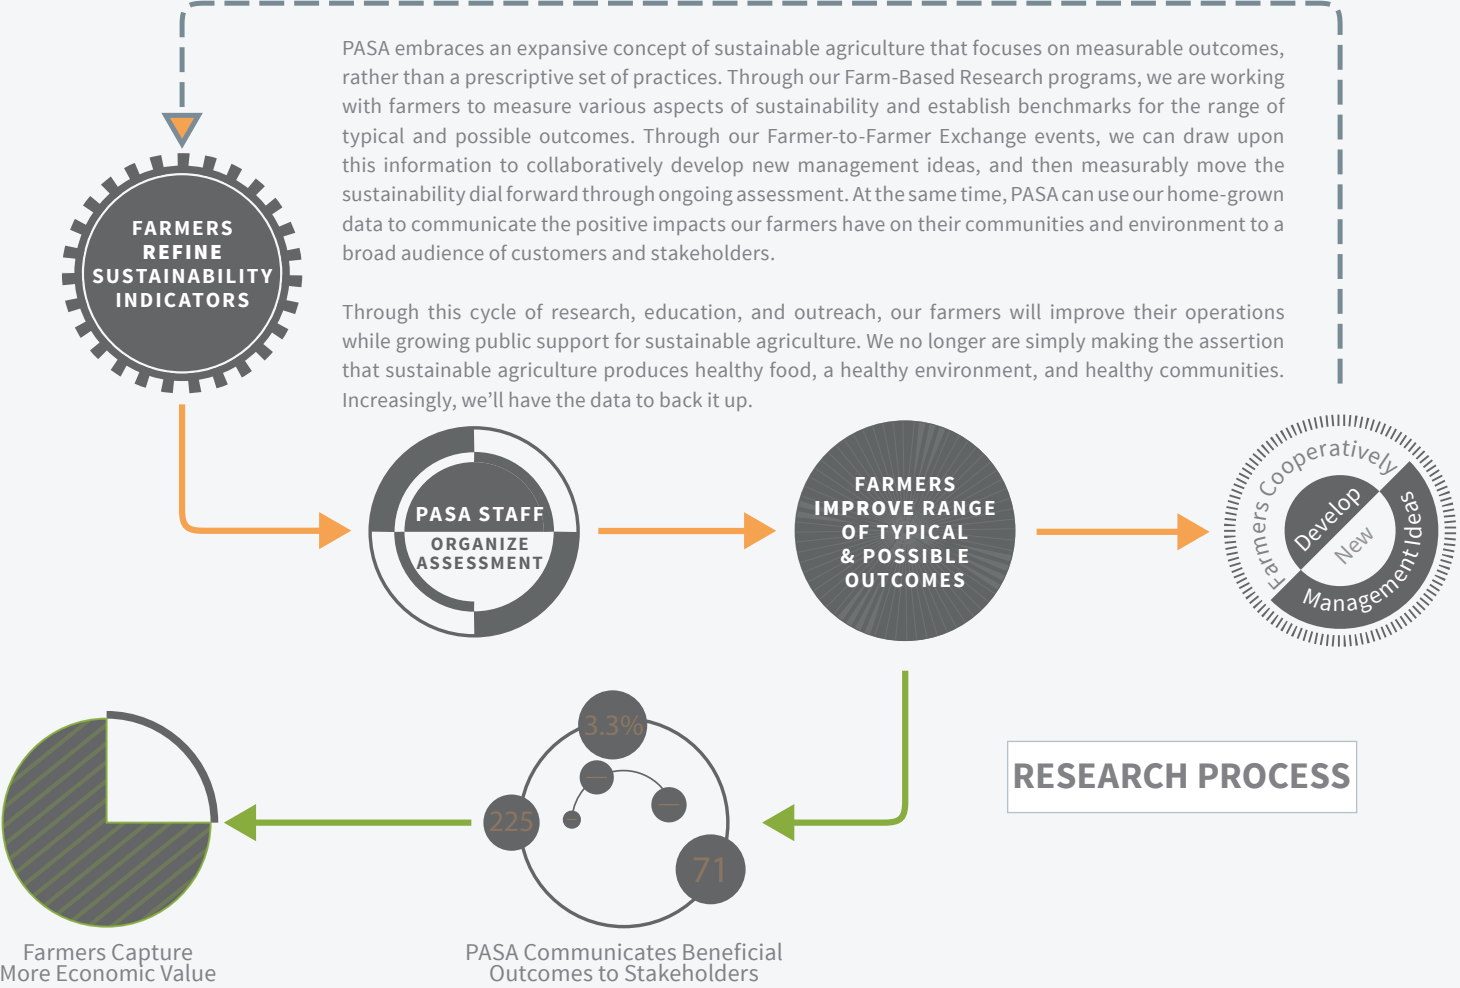 PASA embraces an expansive concept of sustainable agriculture that focuses on measurable outcomes,
rather than a prescriptive set of practices. Through our Farm-Based Research programs, we are working
with farmers to measure various aspects of sustainability and establish benchmarks for the range of
typical and possible outcomes. Through our Farmer-to-Farmer Exchange events, we can draw upon
this information to collaboratively develop new management ideas, and then measurably move the
sustainability dial forward through ongoing assessment. At the same time, PASA can use our home-grown
data to communicate the positive impacts our farmers have on their communities and environment to a
broad audience of customers and stakeholders.
Through this cycle of research, education, and outreach, our farmers will improve their operations
while growing public support for sustainable agriculture. We no longer are simply making the assertion
that sustainable agriculture produces healthy food, a healthy environment, and healthy communities.
Increasingly, we’ll have the data to back it up.
FARMERS
REFINE
SUSTAINABILITY
INDICATORS
PASA STAFF
ORGANIZE
ASSESSMENT
FARMERS
IMPROVE RANGE
OF TYPICAL
& POSSIBLE
OUTCOMES
Farmers Cooperatively
Develop
New
Management Ideas
3.3%
225
71
RESEARCH PROCESS
Farmers Capture
More Economic Value
PASA Communicates Beneficial
Outcomes to Stakeholders